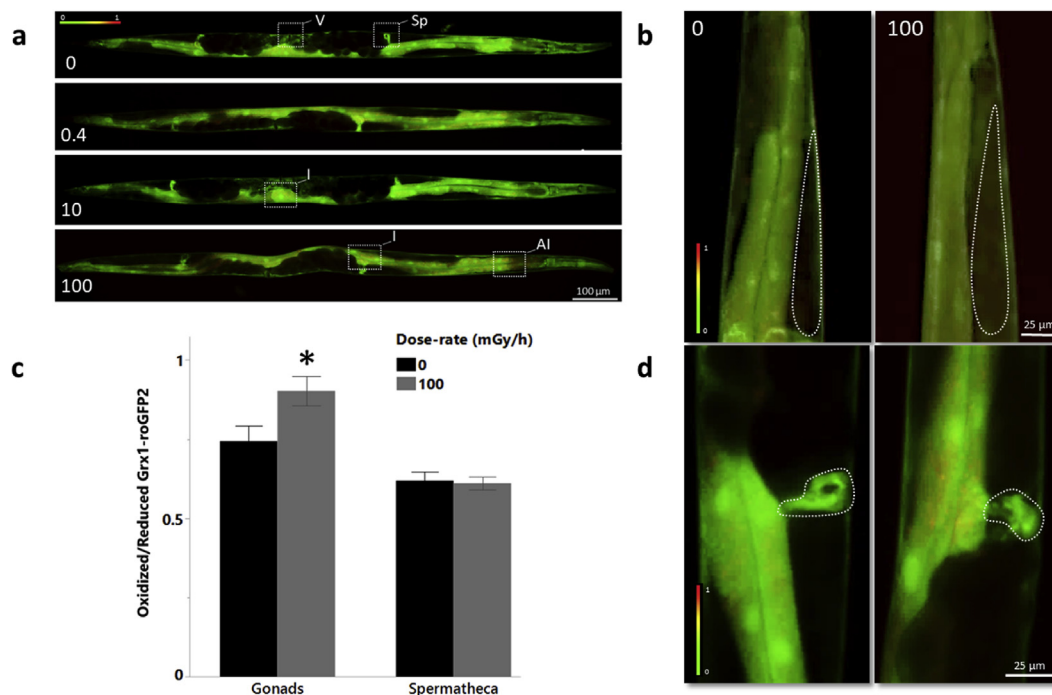 a
0
1
V
Sp
0
0.4
I
10
I
AI
100
100 µm
b
0
100
1
0
25 µm
c
Oxidized/Reduced Grx1-roGFP2
1
0.5
0
*
Dose-rate (mGy/h)
0
100
Gonads
Spermatheca
d
1
0
25 µm